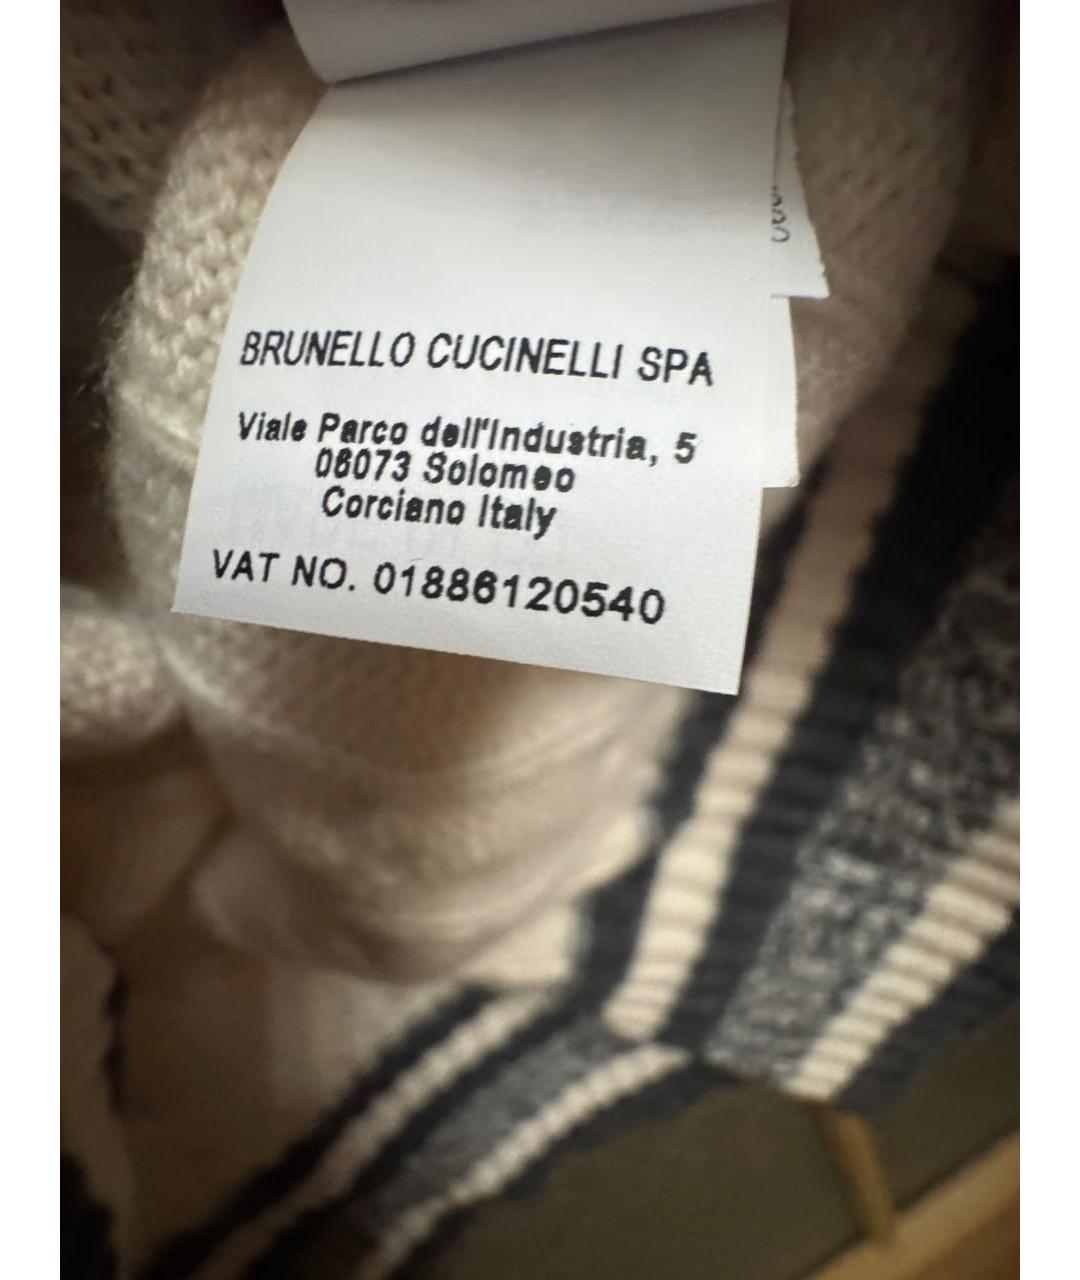 BRUNELLO CUCINELLI SPA
Viale Parco dell'Industria, 5
06073 Solomeo
Corciano Italy
VAT NO. 01886120540